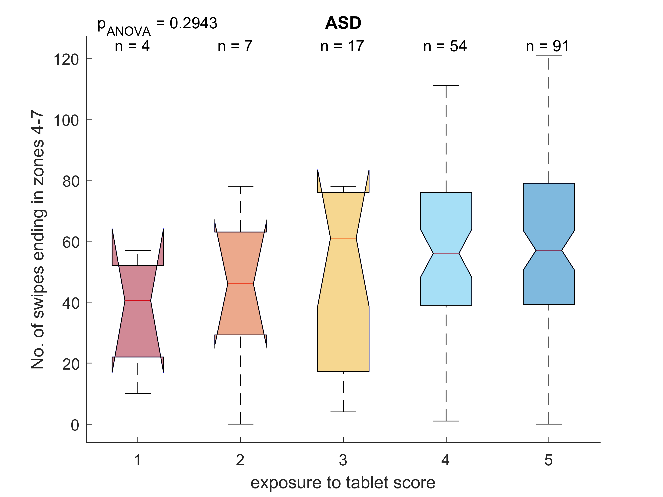 p_ANOVA = 0.2943
ASD
n = 4 n = 7 n = 17 n = 54 n = 91
120
100
80
60
40
20
0
No. of swipes ending in zones 4-7
1 2 3 4 5
exposure to tablet score